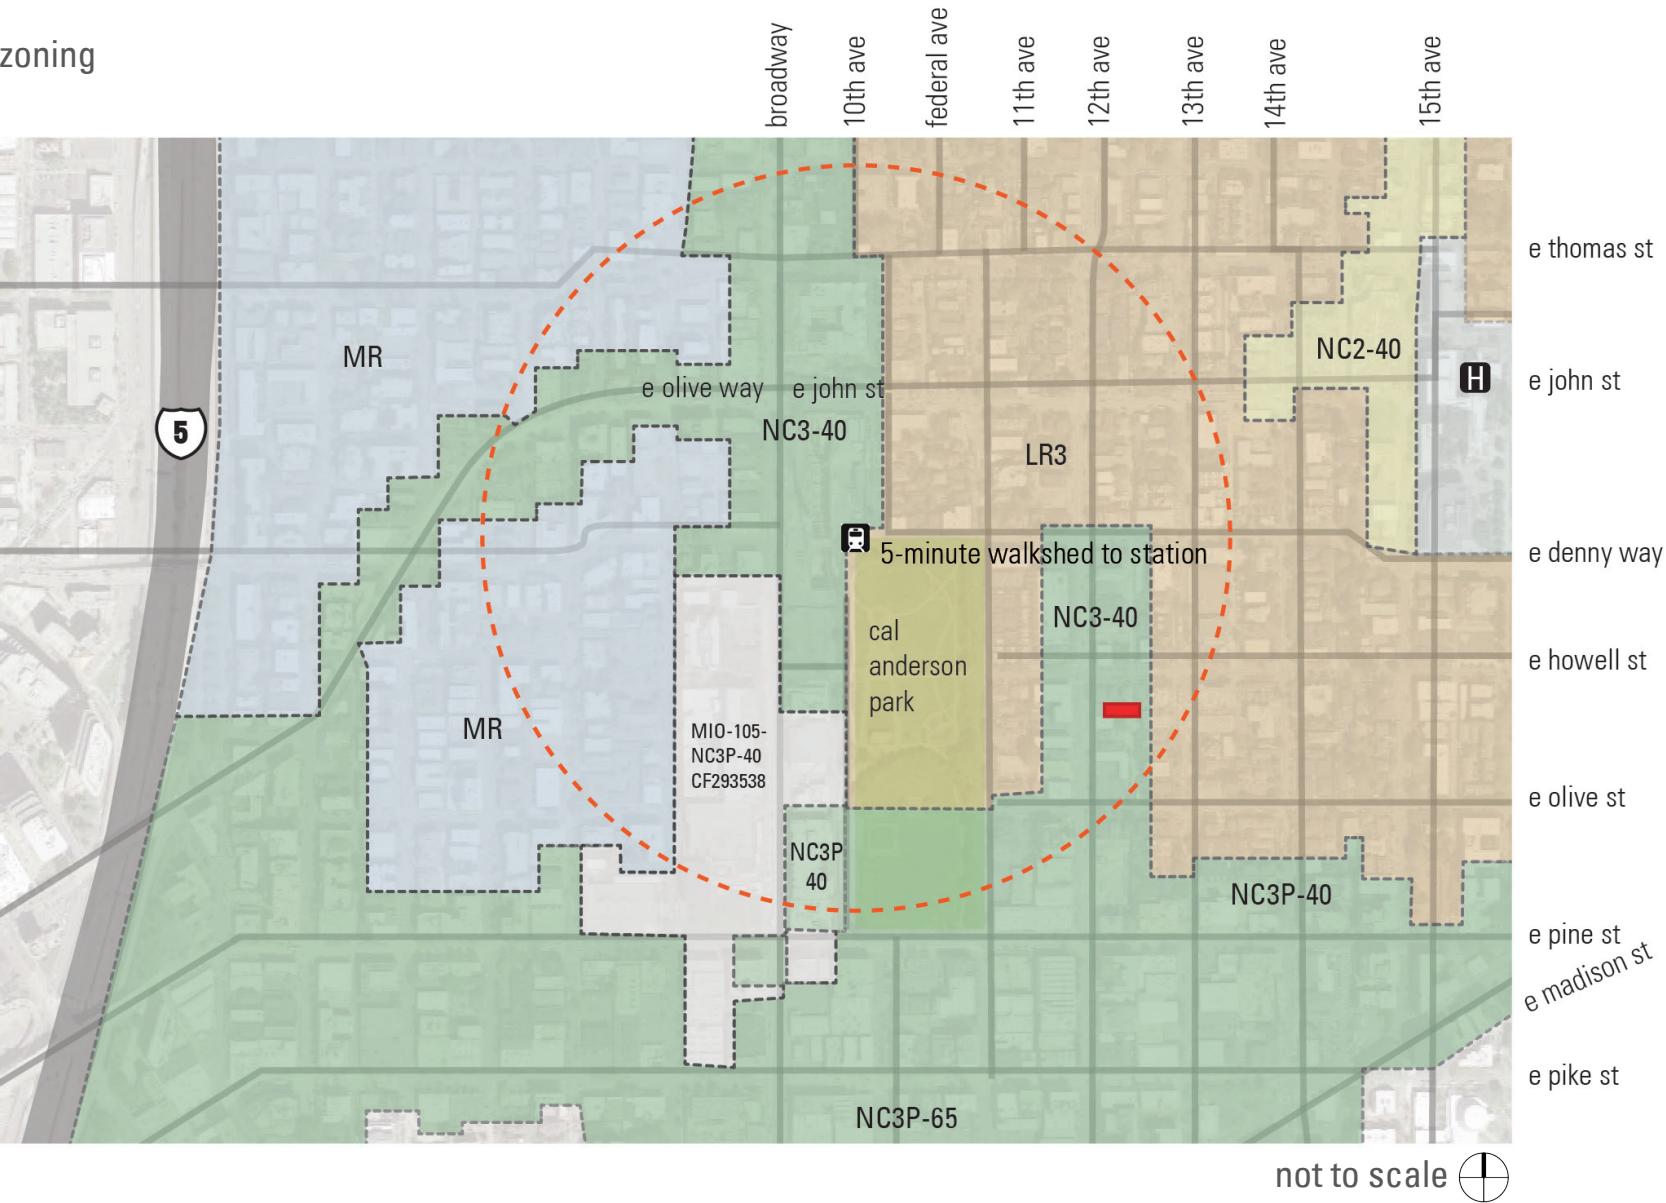 zoning
broadway
10th ave
federal ave
11th ave
12th ave
13th ave
14th ave
15th ave
e thomas st
MR
NC2-40
5
e olive way
e john st
H
e john st
NC3-40
LR3
5-minute walkshed to station
e denny way
NC3-40
cal
anderson
park
e howell st
MR
MIO-105-
NC3P-40
CF293538
e olive st
NC3P
40
NC3P-40
e pine st
e madison st
e pike st
NC3P-65
not to scale